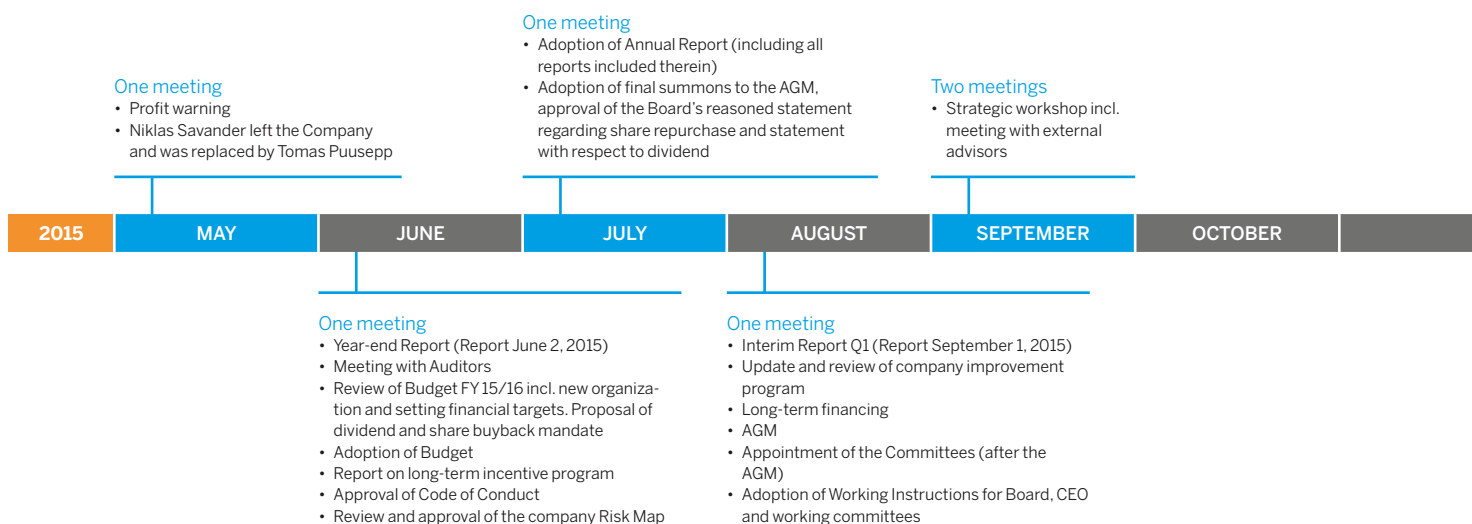 One meeting
• Profit warning
• Niklas Savander left the Company
and was replaced by Tomas Puusepp
One meeting
• Adoption of Annual Report (including all
reports included therein)
• Adoption of final summons to the AGM,
approval of the Board's reasoned statement
regarding share repurchase and statement
with respect to dividend
Two meetings
• Strategic workshop incl.
meeting with external
advisors
2015 MAY JUNE JULY AUGUST SEPTEMBER OCTOBER
One meeting
• Year-end Report (Report June 2, 2015)
• Meeting with Auditors
• Review of Budget FY 15/16 incl. new organiza-
tion and setting financial targets. Proposal of
dividend and share buyback mandate
• Adoption of Budget
• Report on long-term incentive program
• Approval of Code of Conduct
• Review and approval of the company Risk Map
One meeting
• Interim Report Q1 (Report September 1, 2015)
• Update and review of company improvement
program
• Long-term financing
• AGM
• Appointment of the Committees (after the
AGM)
• Adoption of Working Instructions for Board, CEO
and working committees